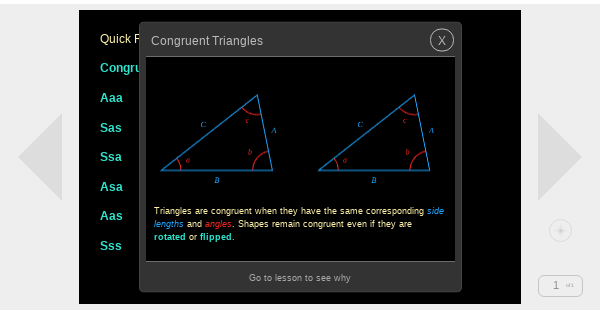 Quick
Congruent Triangles
X
Congru
Aaa
Sas
Ssa
Asa
Aas
Sss
C
c
A
a
b
B
C
c
A
a
b
B
Triangles are congruent when they have the same corresponding side
lengths and angles. Shapes remain congruent even if they are
rotated or flipped.
Go to lesson to see why
1 of 1